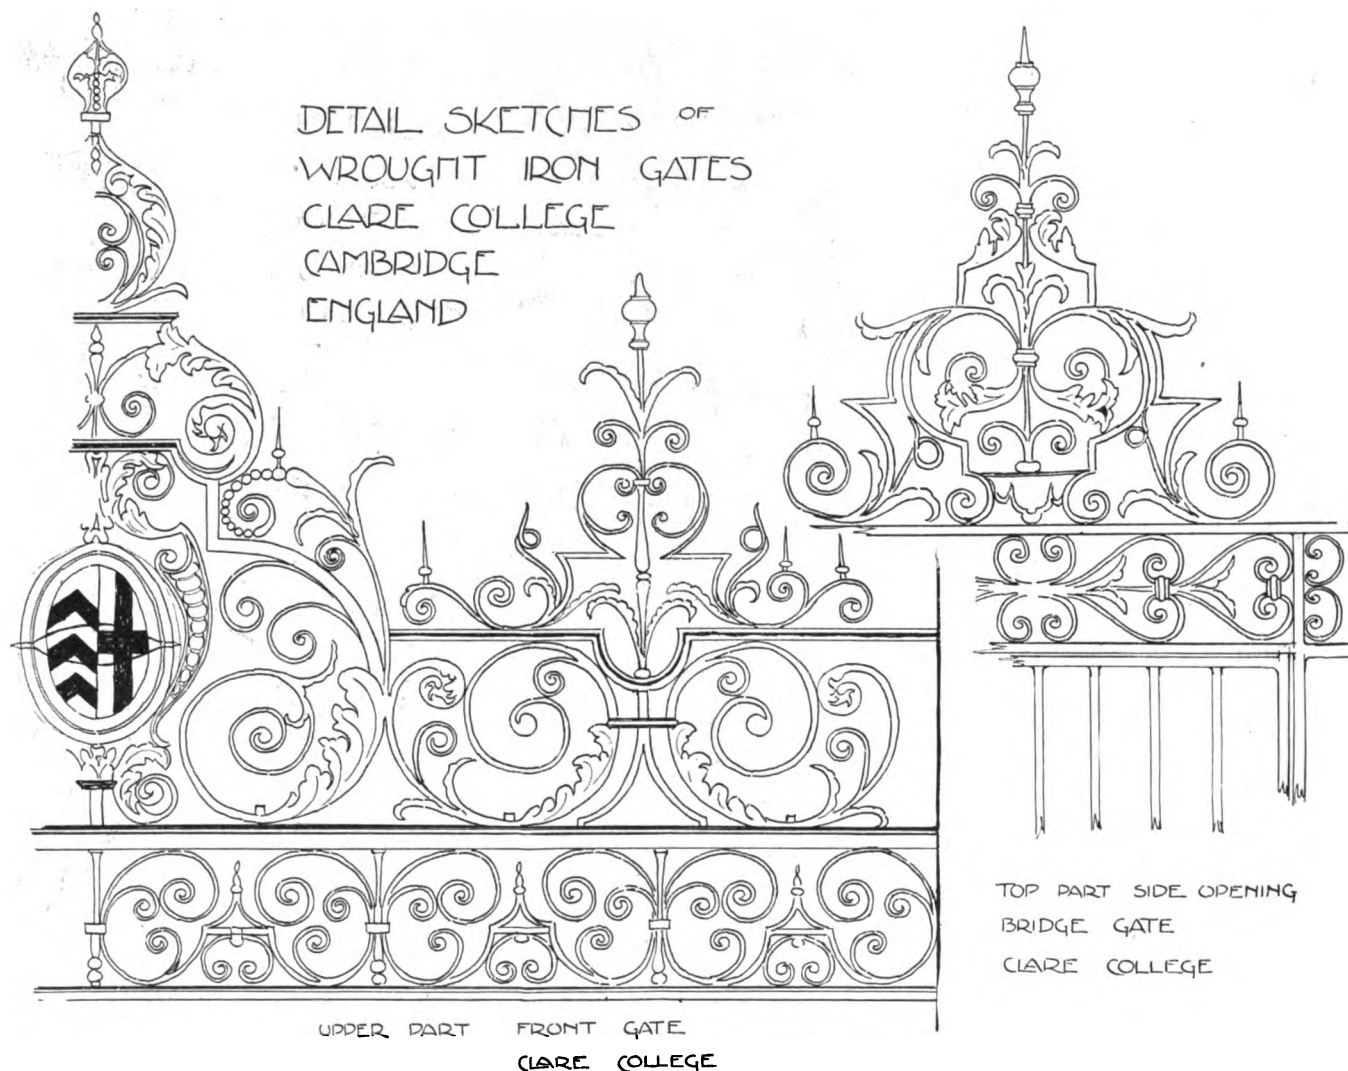 DETAIL SKETCHES OF
WROUGHT IRON GATES
CLARE COLLEGE
CAMBRIDGE
ENGLAND
TOP PART SIDE OPENING
BRIDGE GATE
CLARE COLLEGE
UPPER PART FRONT GATE
CLARE COLLEGE